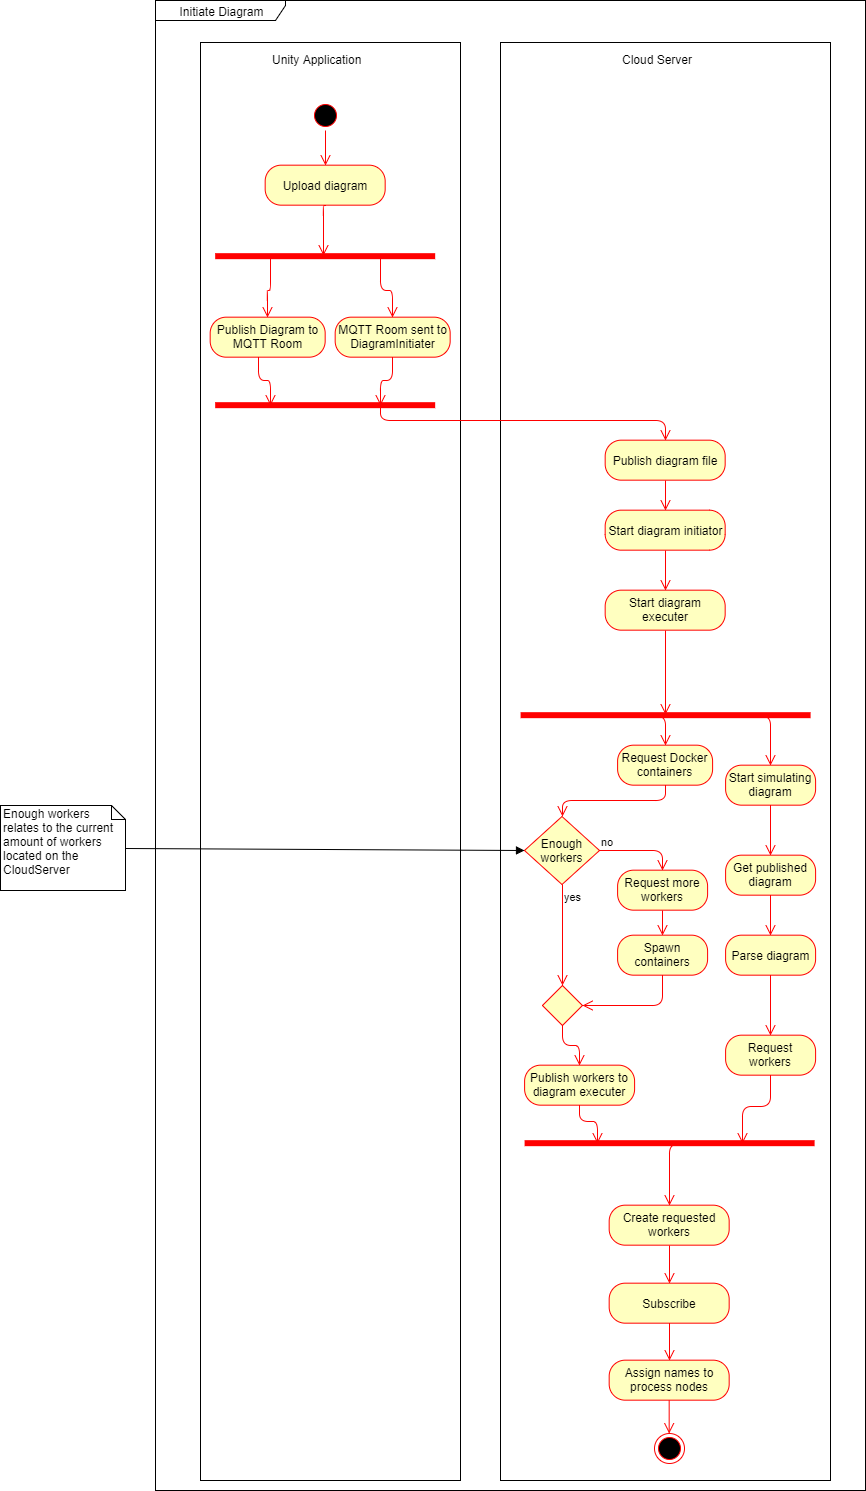 Initiate Diagram
Unity Application
Cloud Server
Upload diagram
Publish Diagram to
MQTT Room
MQTT Room sent to
DiagramInitiater
Publish diagram file
Start diagram initiator
Start diagram
executer
Request Docker
containers
Start simulating
diagram
Enough workers
relates to the current
amount of workers
located on the
CloudServer
Enough
workers
no
yes
Request more
workers
Get published
diagram
Spawn
containers
Parse diagram
Request
workers
Publish workers to
diagram executer
Create requested
workers
Subscribe
Assign names to
process nodes